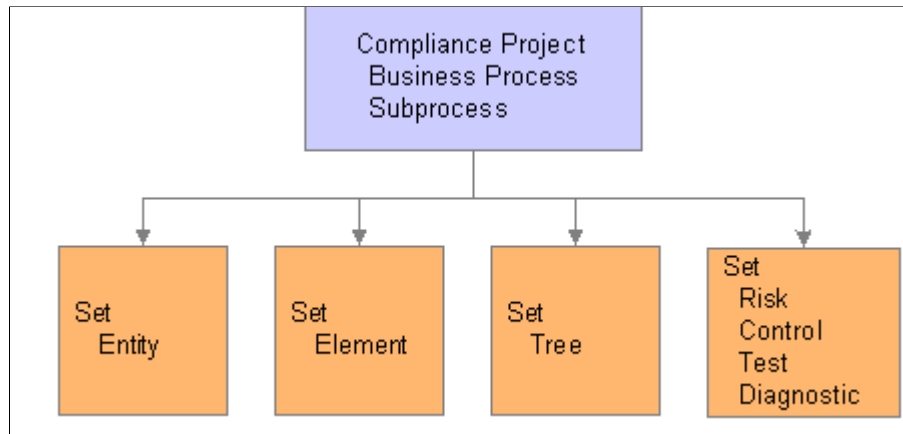 Compliance Project
Business Process
Subprocess
Set
Entity
Set
Element
Set
Tree
Set
Risk
Control
Test
Diagnostic